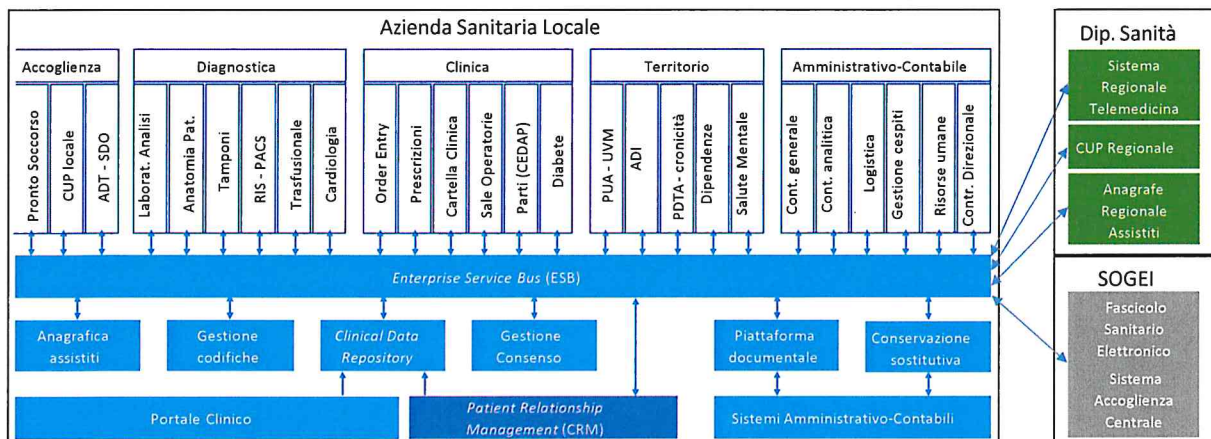 Azienda Sanitaria Locale
Accoglienza
Pronto Soccorso
CUP locale
ADT - SDO
Diagnostica
Laborat. Analisi
Anatomia Pat.
Tamponi
RIS - PACS
Trasfusionale
Cardiologia
Clinica
Order Entry
Prescrizioni
Cartella Clinica
Sale Operatorie
Parti (CEDAP)
Diabete
Territorio
PUA - UVM
ADI
PDTA - cronicità
Dipendenze
Salute Mentale
Amministrativo-Contabile
Cont. generale
Cont. analitica
Logistica
Gestione cespiti
Risorse umane
Contr. Direzionale
Enterprise Service Bus (ESB)
Anagrafica
assistiti
Gestione
codifiche
Clinical Data
Repository
Gestione
Consenso
Piattaforma
documentale
Conservazione
sostitutiva
Portale Clinico
Patient Relationship
Management (CRM)
Sistemi Amministrativo-Contabili
Dip. Sanità
Sistema
Regionale
Telemedicina
CUP Regionale
Anagrafe
Regionale
Assistiti
SOGEI
Fascicolo
Sanitario
Elettronico
Sistema
Accoglienza
Centrale